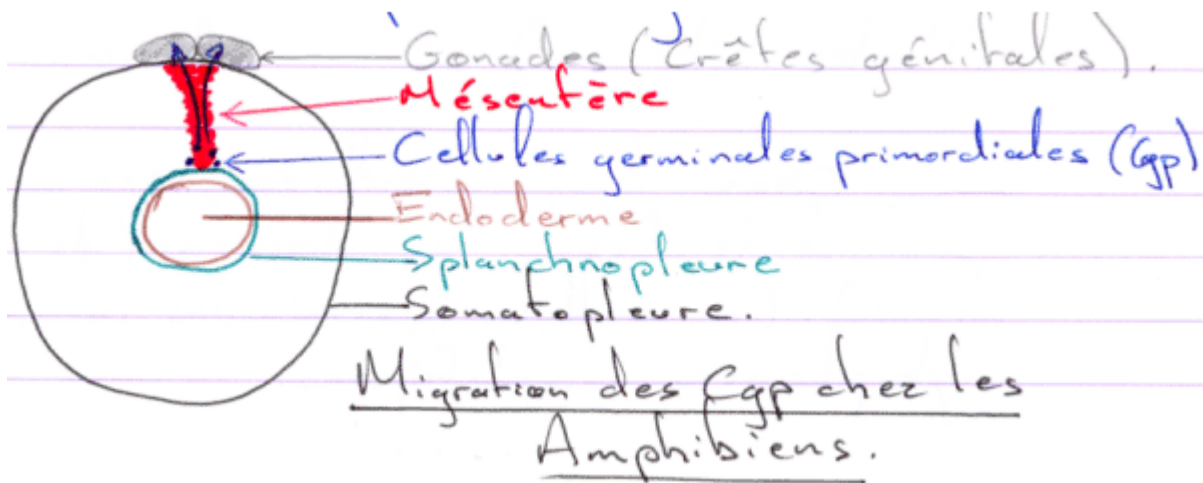 Gonades (Crêtes génitales).
Mésentère
Cellules germinales primordiales (Cgp)
Endoderme
Splanchnopleure
Somatopleure.
Migration des Cgp chez les
Amphibiens.